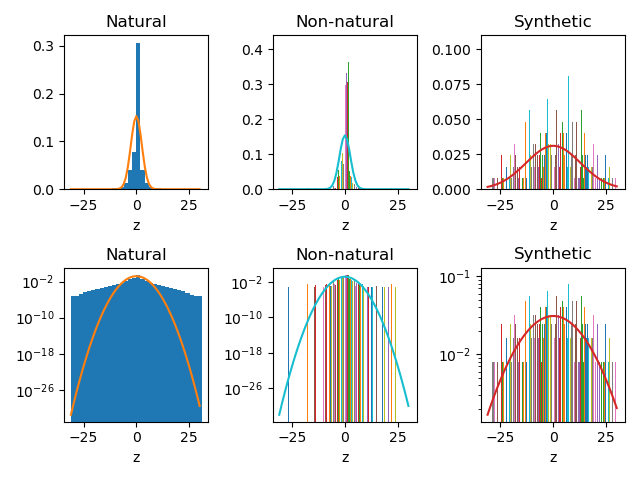 Natural Non-natural Synthetic
0.3 0.4 0.100
0.2 0.3 0.075
0.2 0.050
0.1 0.1 0.025
0.0 0.0 0.000
−25 0 25 −25 0 25 −25 0 25
z z z
Natural Non-natural Synthetic
10⁻² 10⁻² 10⁻¹
10⁻¹⁰ 10⁻¹⁰
10⁻¹⁸ 10⁻¹⁸ 10⁻²
10⁻²⁶ 10⁻²⁶
−25 0 25 −25 0 25 −25 0 25
z z z